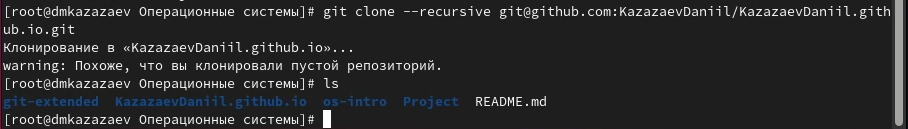 [root@dmkazazaev Операционные системы]# git clone --recursive git@github.com:KazazaevDaniil/KazazaevDaniil.gith
ub.io.git
Клонирование в «KazazaevDaniil.github.io»...
warning: Похоже, что вы клонировали пустой репозиторий.
[root@dmkazazaev Операционные системы]# ls
git-extended  KazazaevDaniil.github.io  os-intro  Project  README.md
[root@dmkazazaev Операционные системы]#